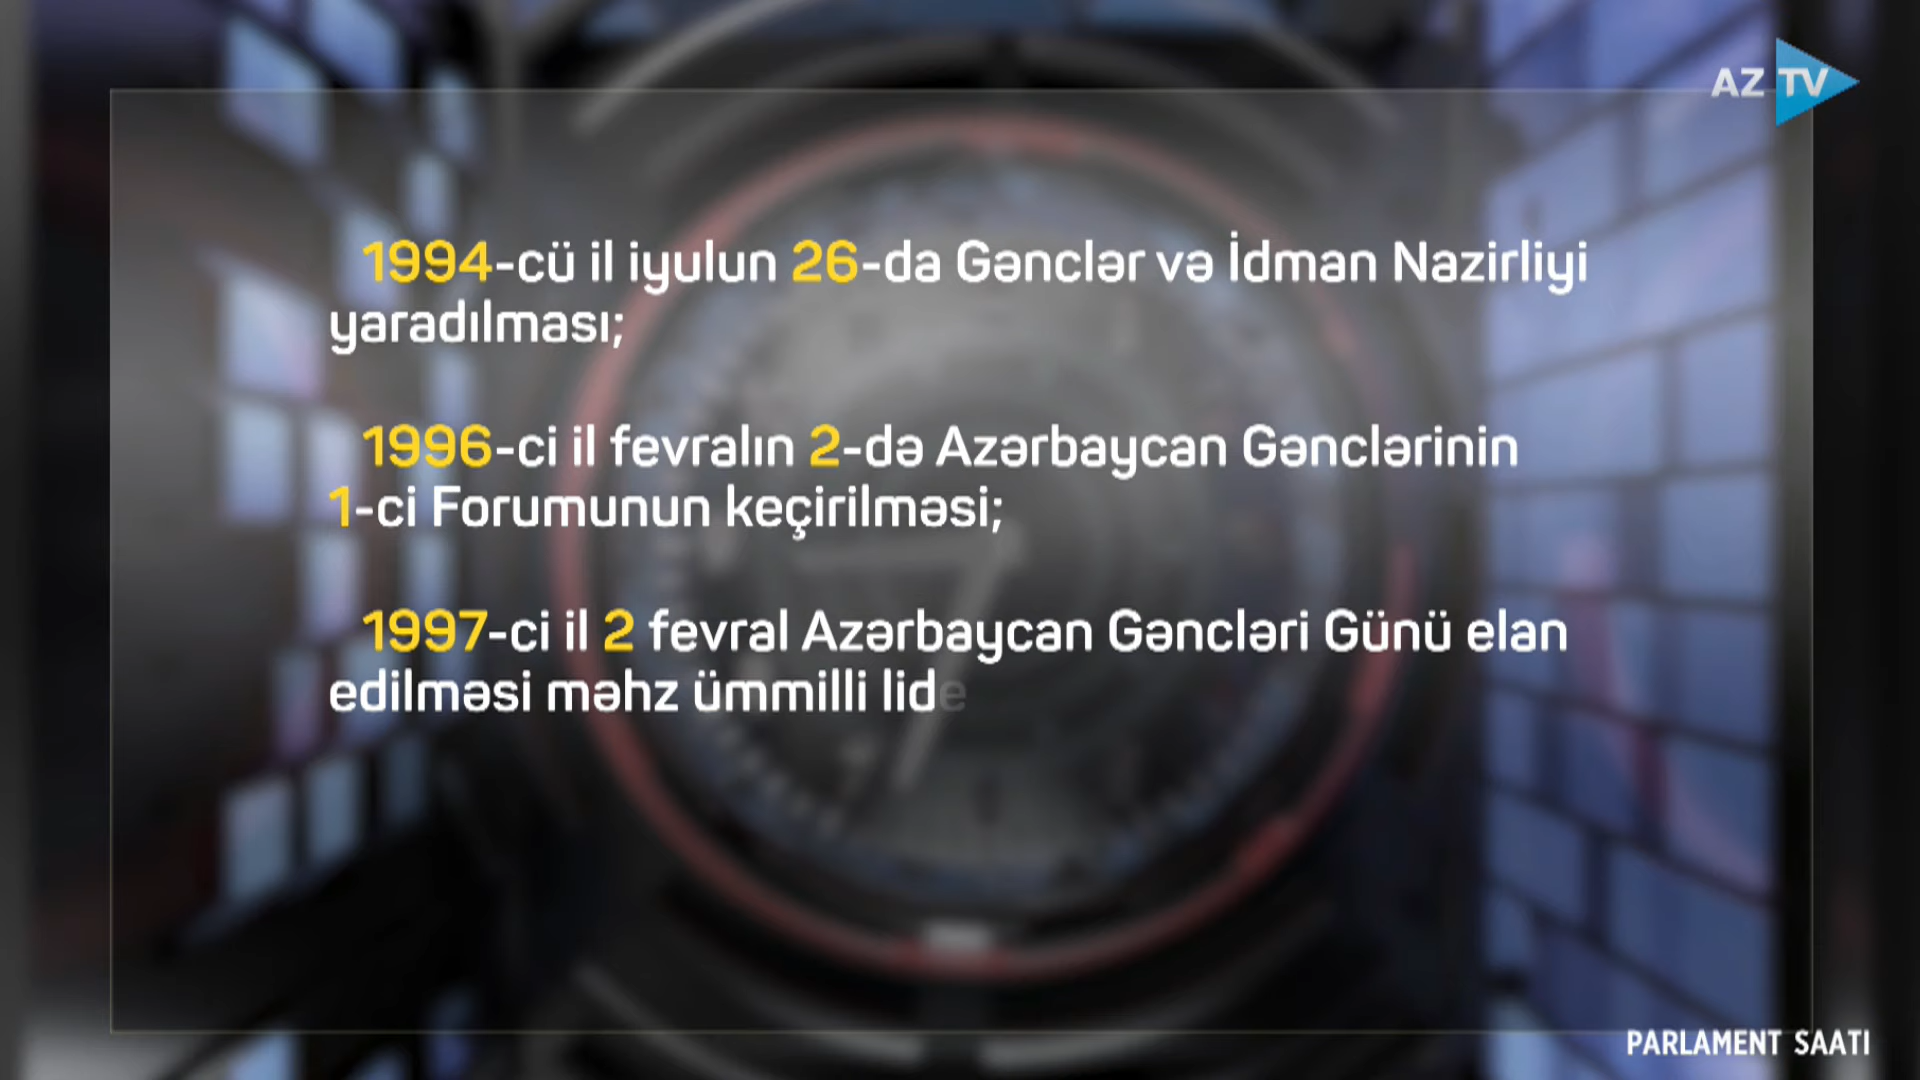 AZ TV
1994-cü il iyulun 26-da Gənclər və İdman Nazirliyi
yaradılması;
1996-ci il fevralın 2-də Azərbaycan Gənclərinin
1-ci Forumunun keçirilməsi;
1997-ci il 2 fevral Azərbaycan Gəncləri Günü elan
edilməsi məhz ümmilli lide
PARLAMENT SAATI